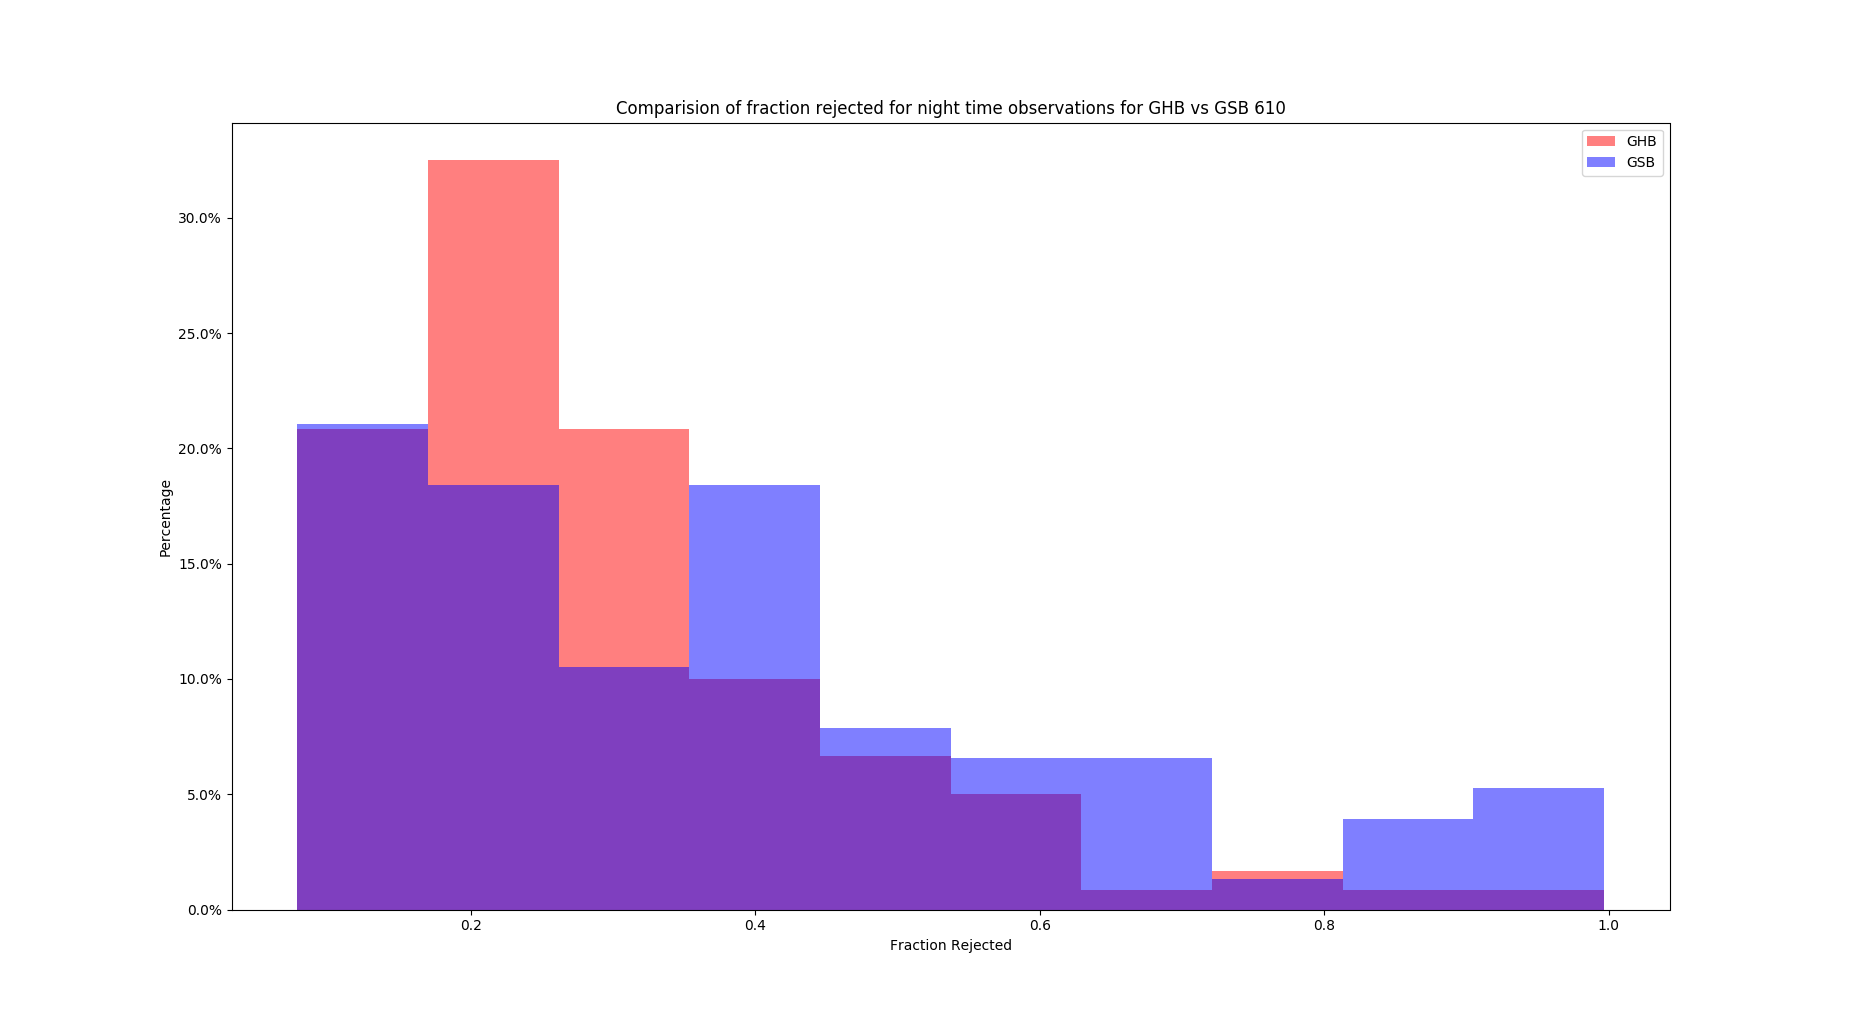 Comparision of fraction rejected for night time observations for GHB vs GSB 610
GHB
GSB
30.0%
25.0%
20.0%
15.0%
10.0%
5.0%
0.0%
Percentage
0.2 0.4 0.6 0.8 1.0
Fraction Rejected